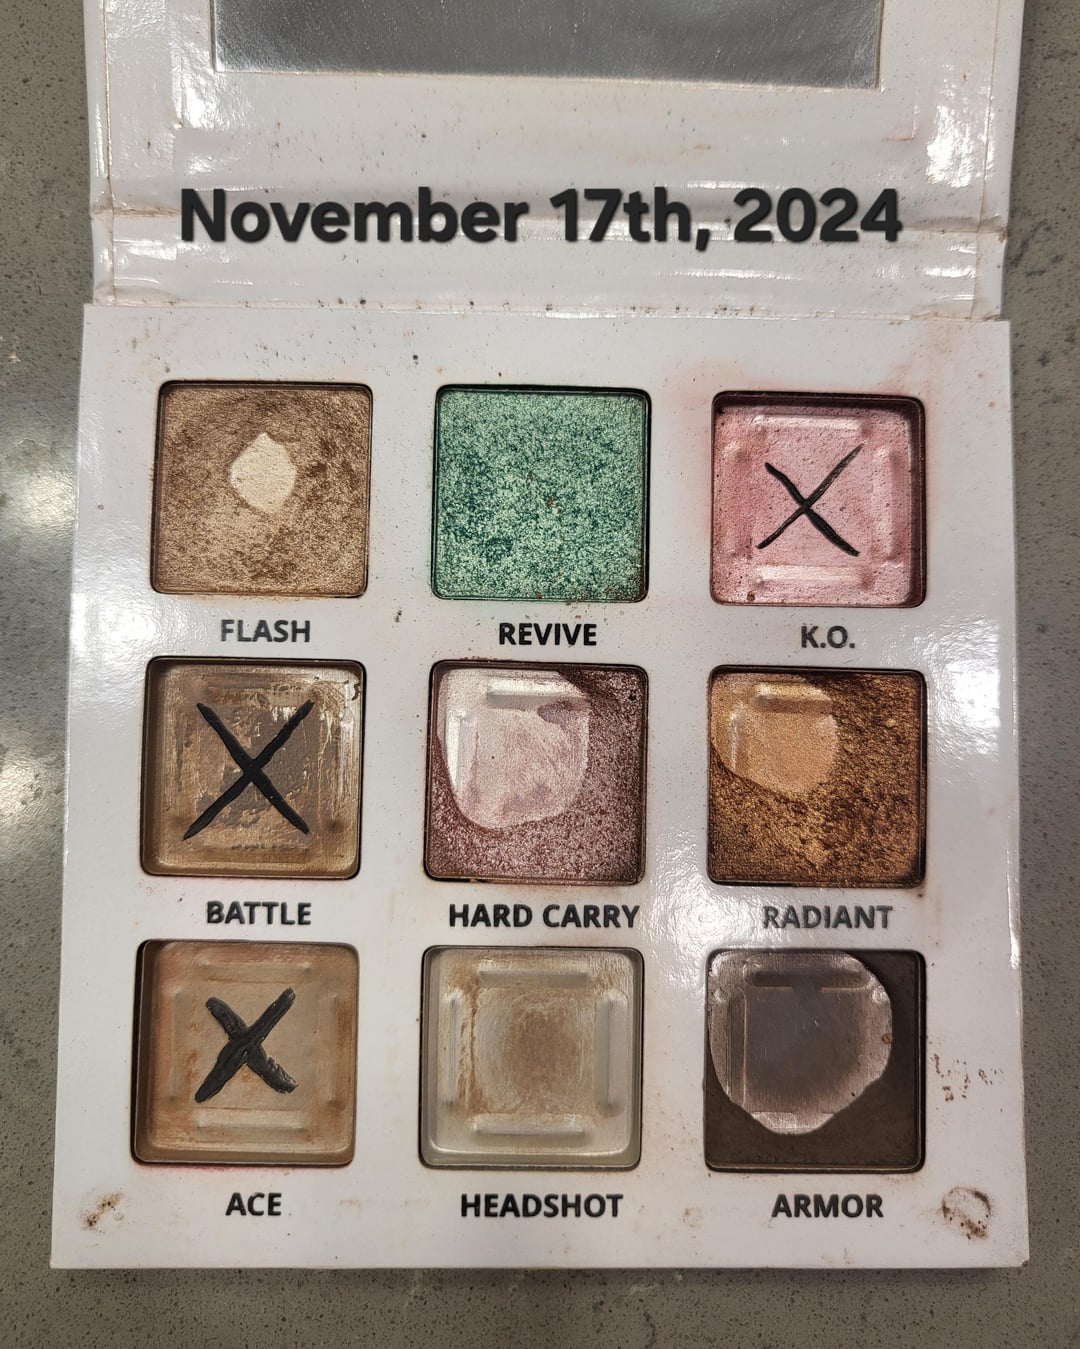 November 17th, 2024
FLASH
REVIVE
K.O.
BATTLE
HARD CARRY
RADIANT
ACE
HEADSHOT
ARMOR